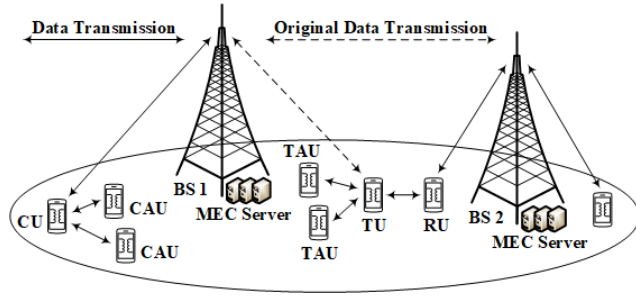 Data Transmission
Original Data Transmission
TAU
BS 1
MEC Server
CAU
CU
CAU
TAU
TU
RU
BS 2
MEC Server